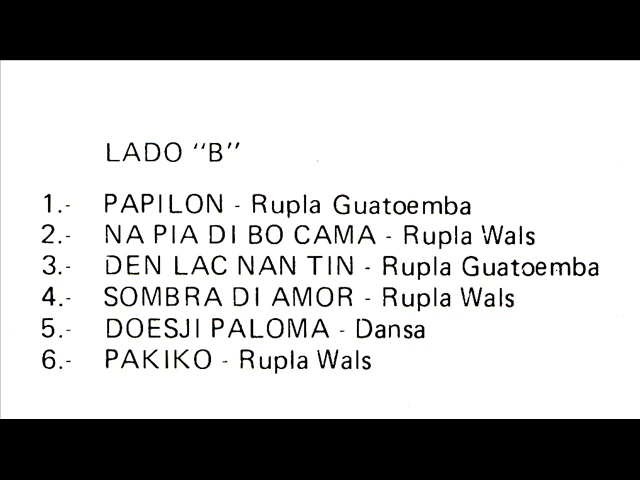 LADO "B"
1.- PAPILON - Rupla Guatoemba
2.- NA PIA DI BO CAMA - Rupla Wals
3.- DEN LAC NAN TIN - Rupla Guatoemba
4.- SOMBRA DI AMOR - Rupla Wals
5.- DOESJI PALOMA - Dansa
6.- PAKIKO - Rupla Wals